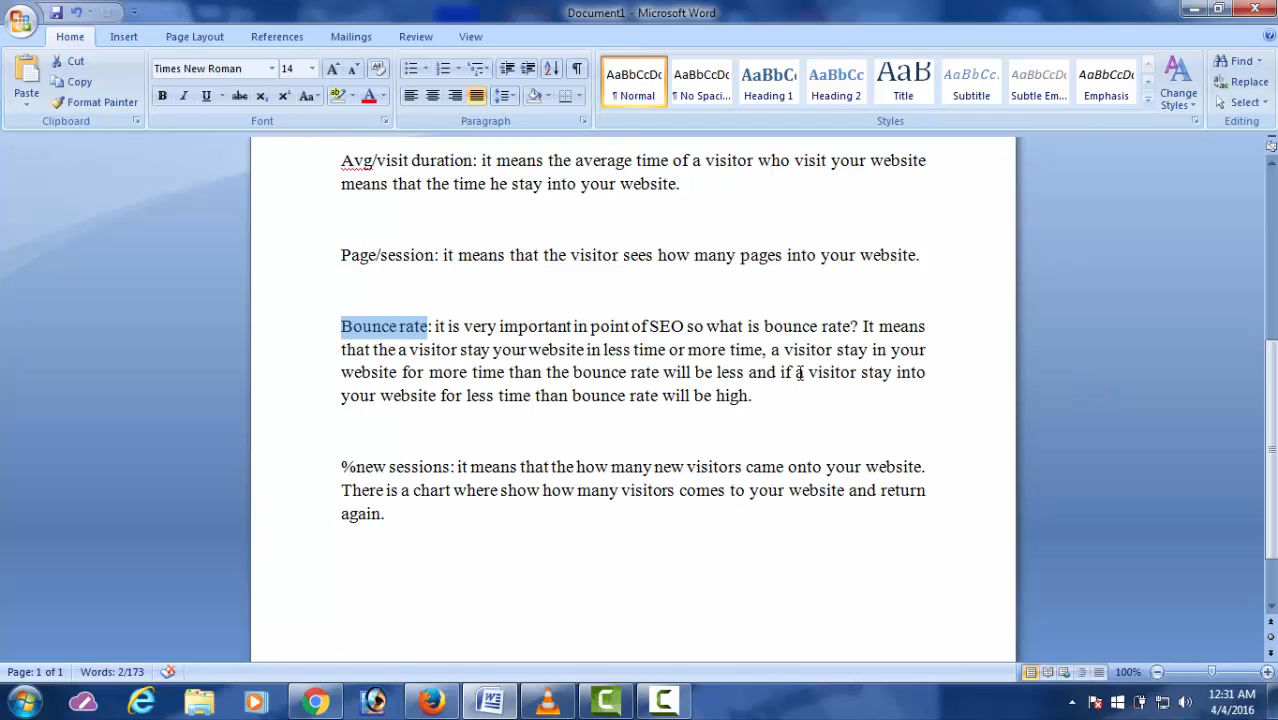 Document1 - Microsoft Word
Home Insert Page Layout References Mailings Review View
Paste
Cut
Copy
Format Painter
Clipboard
Times New Roman 14
B I U abc x₂ x² Aa
Font
Paragraph
AaBbCcDc AaBbCcDc AaBbCc AaBbCc AaB AaBbCc. AaBbCcDc AaBbCcDc
¶ Normal ¶ No Spaci... Heading 1 Heading 2 Title Subtitle Subtle Em... Emphasis
Change Styles
Styles
Find
Replace
Select
Editing
Avg/visit duration: it means the average time of a visitor who visit your website
means that the time he stay into your website.
Page/session: it means that the visitor sees how many pages into your website.
Bounce rate: it is very important in point of SEO so what is bounce rate? It means
that the a visitor stay your website in less time or more time, a visitor stay in your
website for more time than the bounce rate will be less and if a visitor stay into
your website for less time than bounce rate will be high.
%new sessions: it means that the how many new visitors came onto your website.
There is a chart where show how many visitors comes to your website and return
again.
Page: 1 of 1 Words: 2/173 100%
12:31 AM
4/4/2016